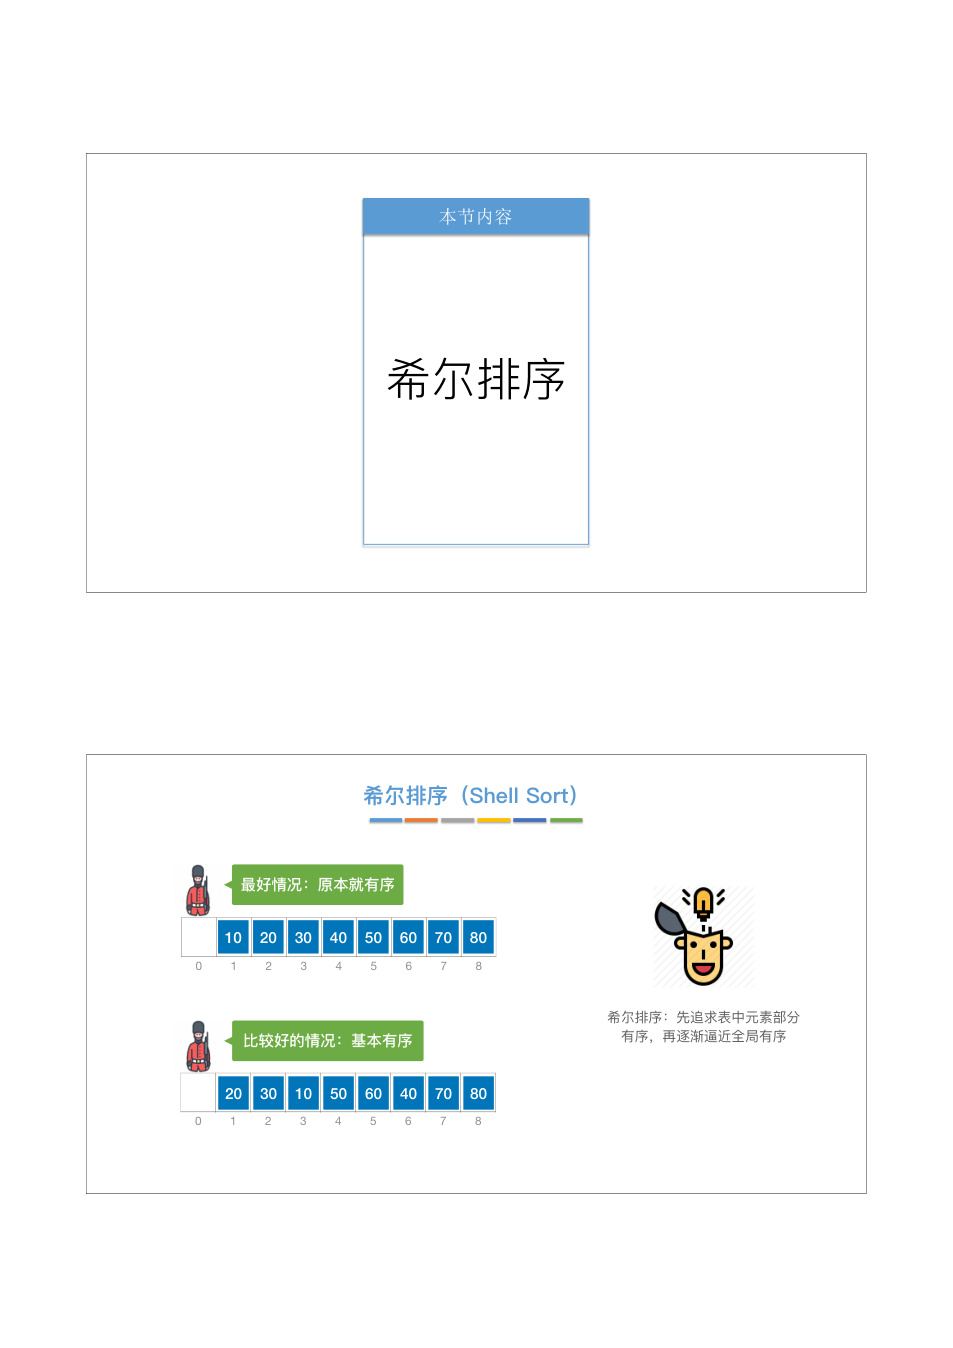 本节内容
希尔排序
希尔排序（Shell Sort）
最好情况：原本就有序
10 20 30 40 50 60 70 80
0 1 2 3 4 5 6 7 8
比较好的情况：基本有序
20 30 10 50 60 40 70 80
0 1 2 3 4 5 6 7 8
希尔排序：先追求表中元素部分
有序，再逐渐逼近全局有序